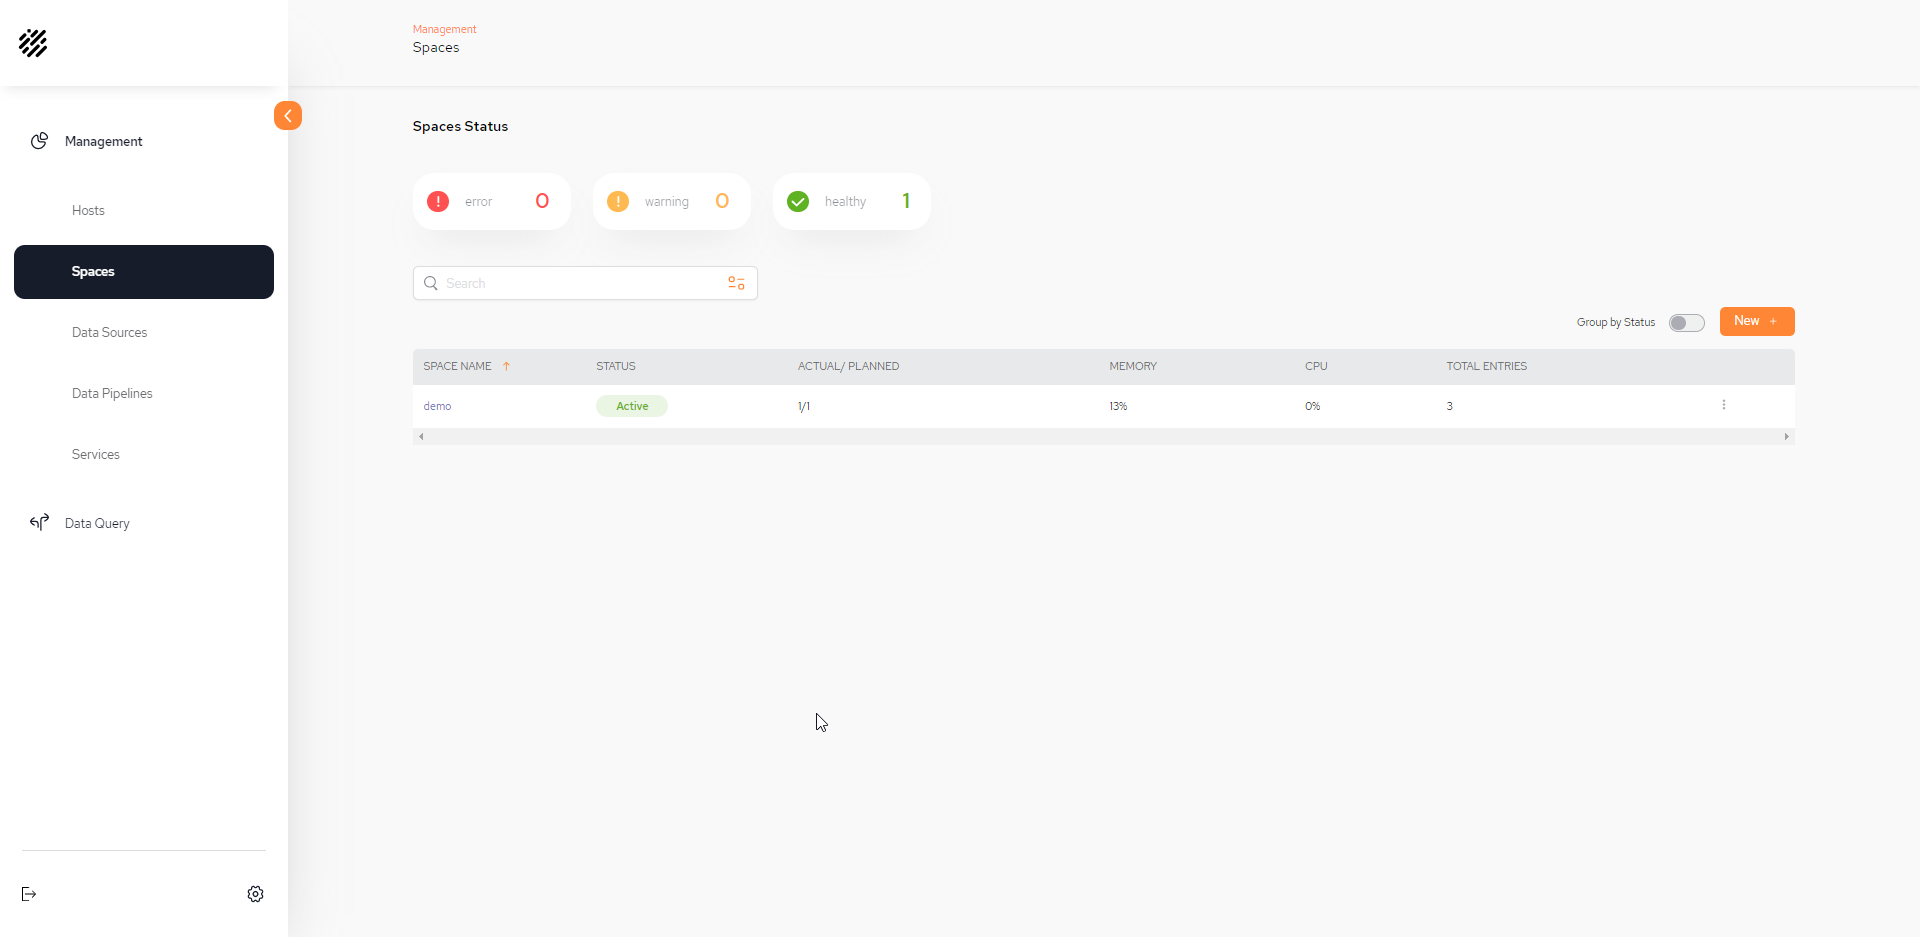 Management
Spaces
Management
Hosts
Spaces
Data Sources
Data Pipelines
Services
Data Query
Spaces Status
error 0
warning 0
healthy 1
Search
Group by Status
New +
SPACE NAME STATUS ACTUAL/ PLANNED MEMORY CPU TOTAL ENTRIES
demo Active 1/1 13% 0% 3